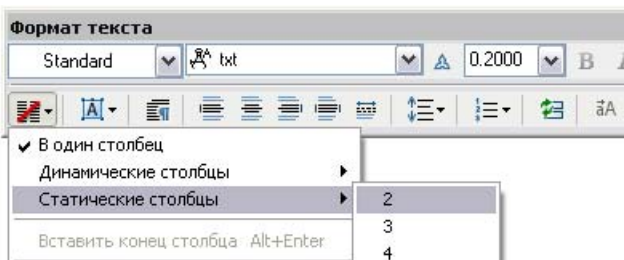 Формат текста
Standard txt 0.2000 B
В один столбец
Динамические столбцы
Статические столбцы 2
3
Вставить конец столбца Alt+Enter 4